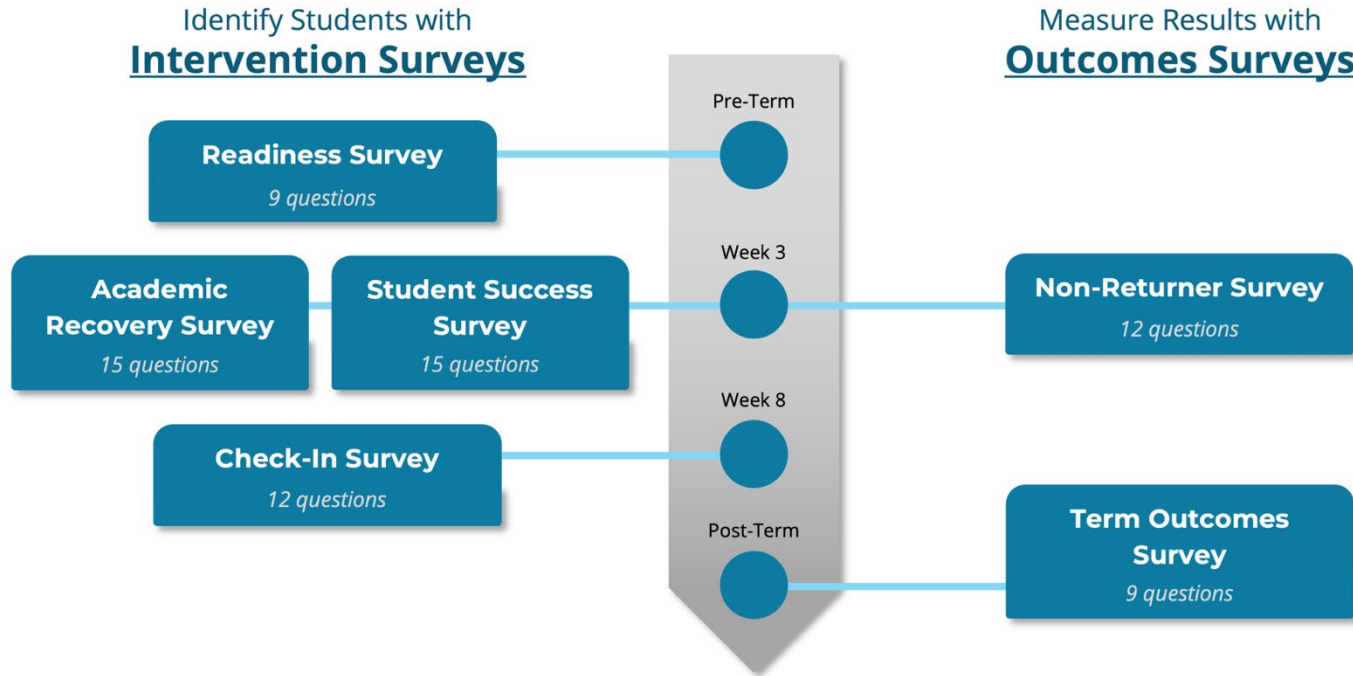 Identify Students with
Intervention Surveys
Measure Results with
Outcomes Surveys
Pre-Term
Readiness Survey
9 questions
Week 3
Academic
Recovery Survey
15 questions
Student Success
Survey
15 questions
Non-Returner Survey
12 questions
Week 8
Check-In Survey
12 questions
Post-Term
Term Outcomes
Survey
9 questions